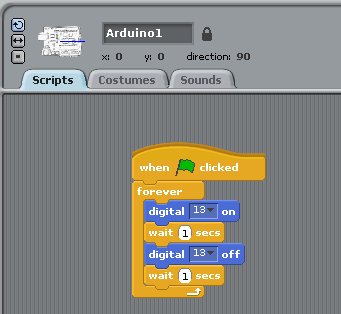 Arduino1
x: 0 y: 0 direction: 90
Scripts Costumes Sounds
when clicked
forever
digital 13 on
wait 1 secs
digital 13 off
wait 1 secs